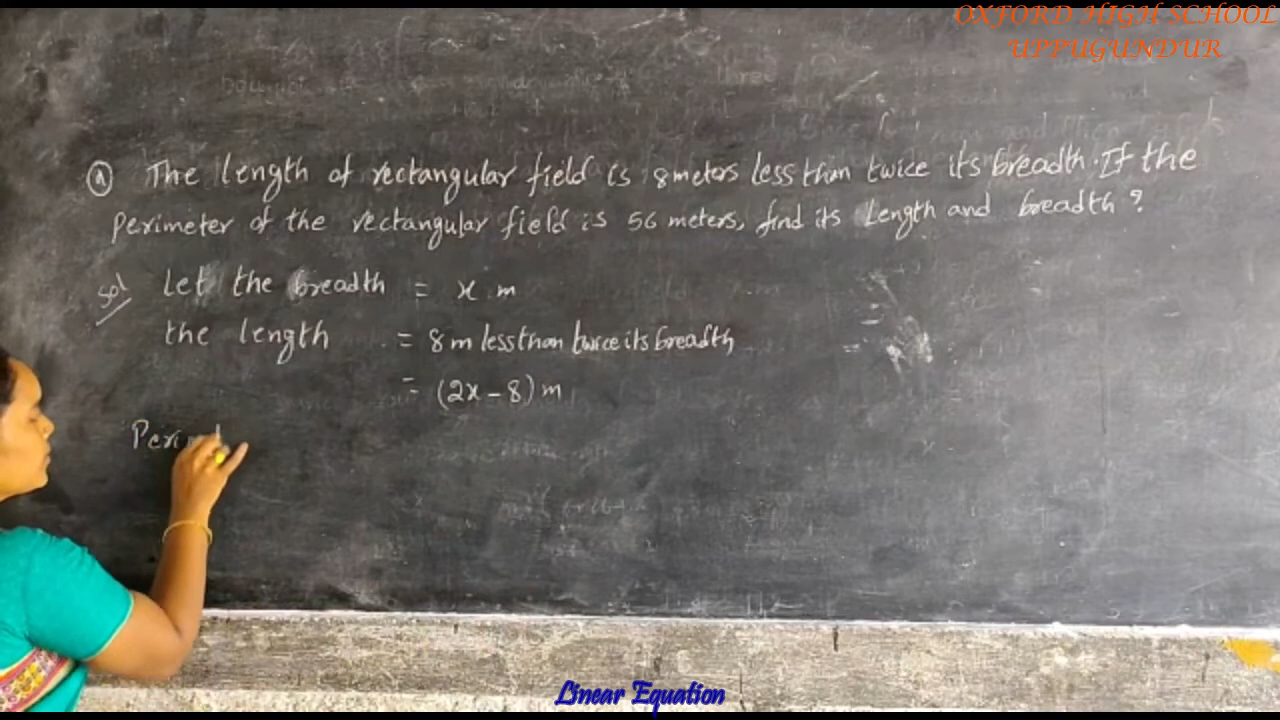 OXFORD HIGH SCHOOL
UPPUGUNDUR
Q The length of rectangular field is 8 meters less than twice its breadth. If the
perimeter of the rectangular field is 56 meters, find its length and breadth ?
Sol Let the breadth = x m
the length = 8 m less than twice its breadth
= (2x - 8) m
Perim
Linear Equation